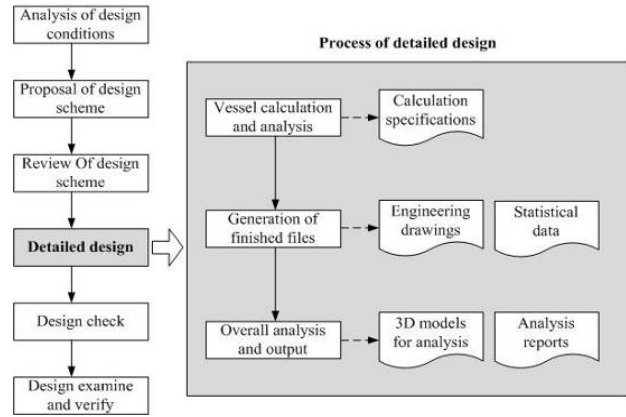 Analysis of design
conditions
Proposal of design
scheme
Review Of design
scheme
Detailed design
Design check
Design examine
and verify
Process of detailed design
Vessel calculation
and analysis
Calculation
specifications
Generation of
finished files
Engineering
drawings
Statistical
data
Overall analysis
and output
3D models
for analysis
Analysis
reports